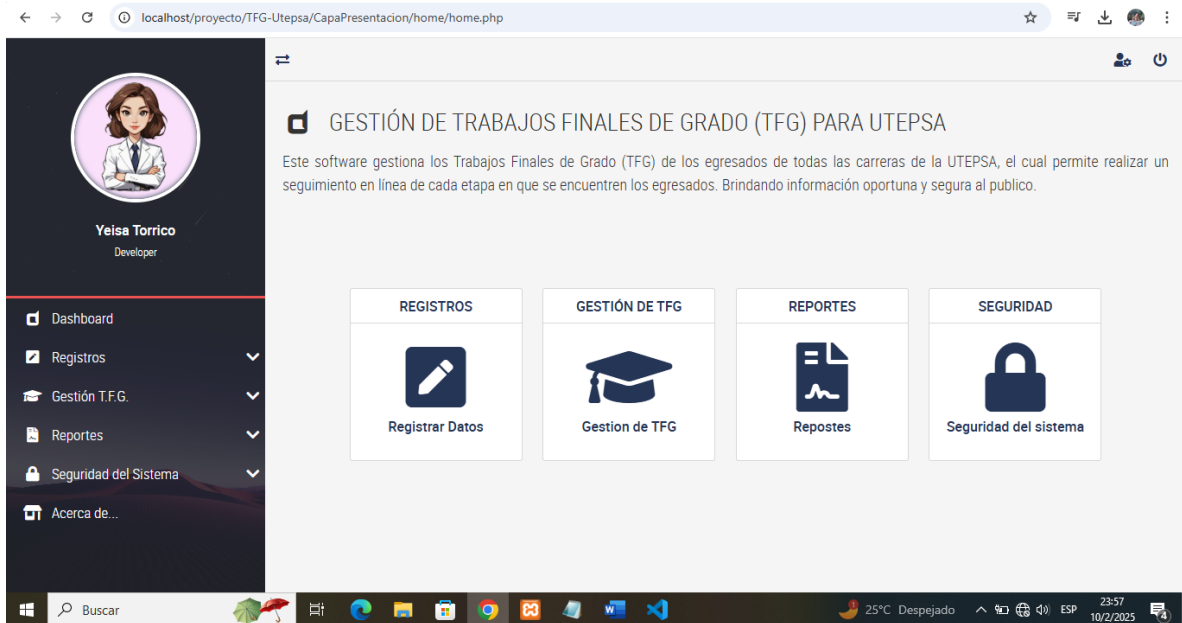 localhost/proyecto/TFG-Utepsa/CapaPresentacion/home/home.php
Yeisa Torrico
Developer
Dashboard
Registros
Gestión T.F.G.
Reportes
Seguridad del Sistema
Acerca de...
GESTIÓN DE TRABAJOS FINALES DE GRADO (TFG) PARA UTEPSA
Este software gestiona los Trabajos Finales de Grado (TFG) de los egresados de todas las carreras de la UTEPSA, el cual permite realizar un
seguimiento en línea de cada etapa en que se encuentren los egresados. Brindando información oportuna y segura al publico.
REGISTROS
Registrar Datos
GESTIÓN DE TFG
Gestion de TFG
REPORTES
Repostes
SEGURIDAD
Seguridad del sistema
Buscar
25°C Despejado
ESP
23:57
10/2/2025
4